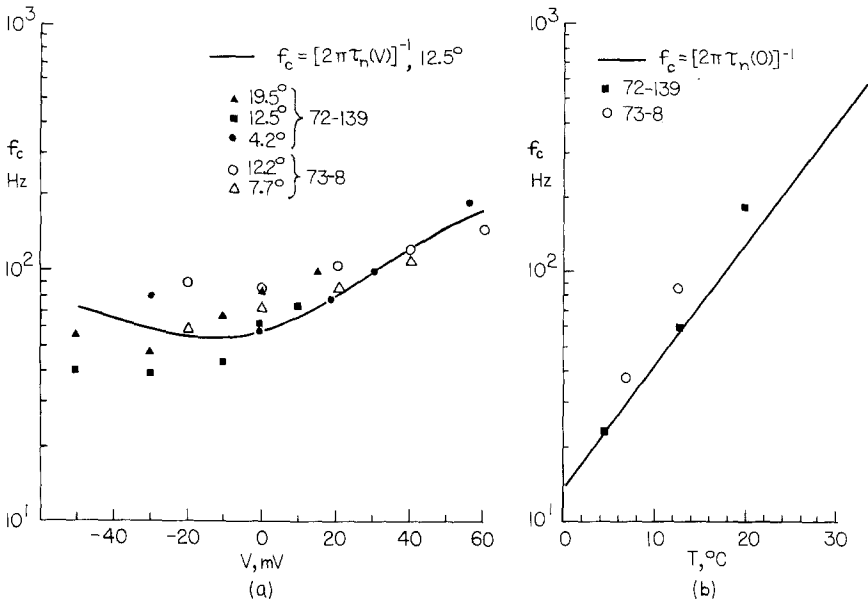 10³
f_c = [2π τ_n(V)]⁻¹, 12.5°
▲ 19.5°
■ 12.5° } 72-139
• 4.2°
○ 12.2° } 73-8
△ 7.7°
f_c
Hz
10²
10¹
-40 -20 0 20 40 60
V, mV
(a)
10³
f_c = [2π τ_n(0)]⁻¹
■ 72-139
○ 73-8
f_c
Hz
10²
10¹
0 10 20 30
T, °C
(b)